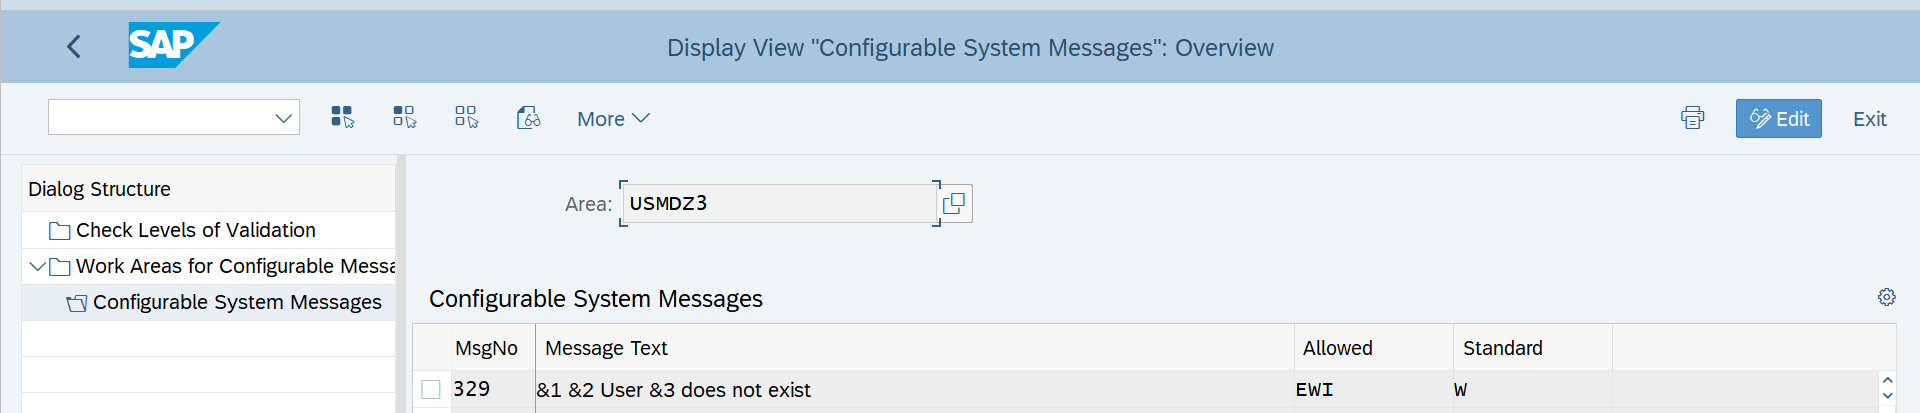 SAP
Display View "Configurable System Messages": Overview
More
Edit
Exit
Dialog Structure
Check Levels of Validation
Work Areas for Configurable Messa
Configurable System Messages
Area:
USMDZ3
Configurable System Messages
MsgNo Message Text Allowed Standard
329 &1 &2 User &3 does not exist EWI W